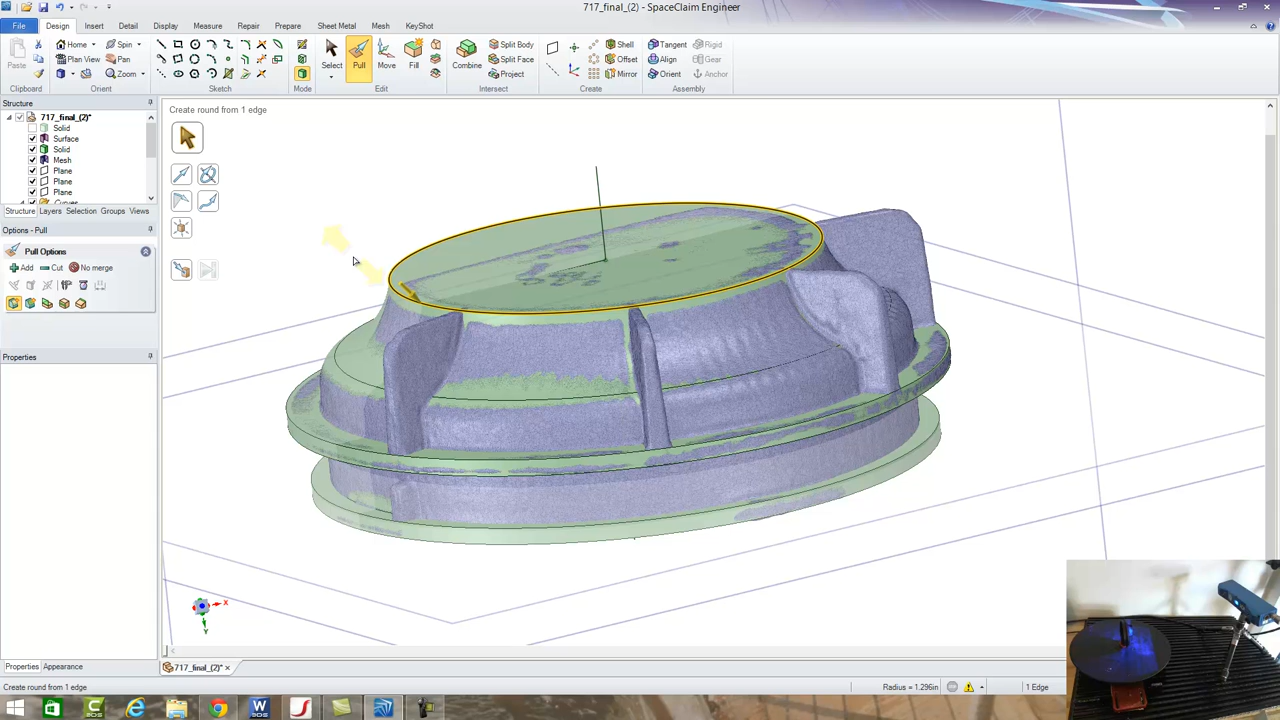 717_final_(2) - SpaceClaim Engineer
File Design Insert Detail Display Measure Repair Prepare Sheet Metal Mesh KeyShot
Home Spin Split Body Shell Tangent Rigid
Paste Plan View Pan Select Pull Move Fill Combine Split Face Offset Align Gear
Zoom Project Mirror Orient Anchor
Clipboard Orient Sketch Mode Edit Intersect Create Assembly
Structure
717_final_(2)*
Solid
Surface
Solid
Mesh
Plane
Plane
Plane
Curves
Structure Layers Selection Groups Views
Options - Pull
Pull Options
Add Cut No merge
Properties
Create round from 1 edge
X
Y
Properties Appearance
717_final_(2)*
Create round from 1 edge
Radius = 1.296in
1 Edge